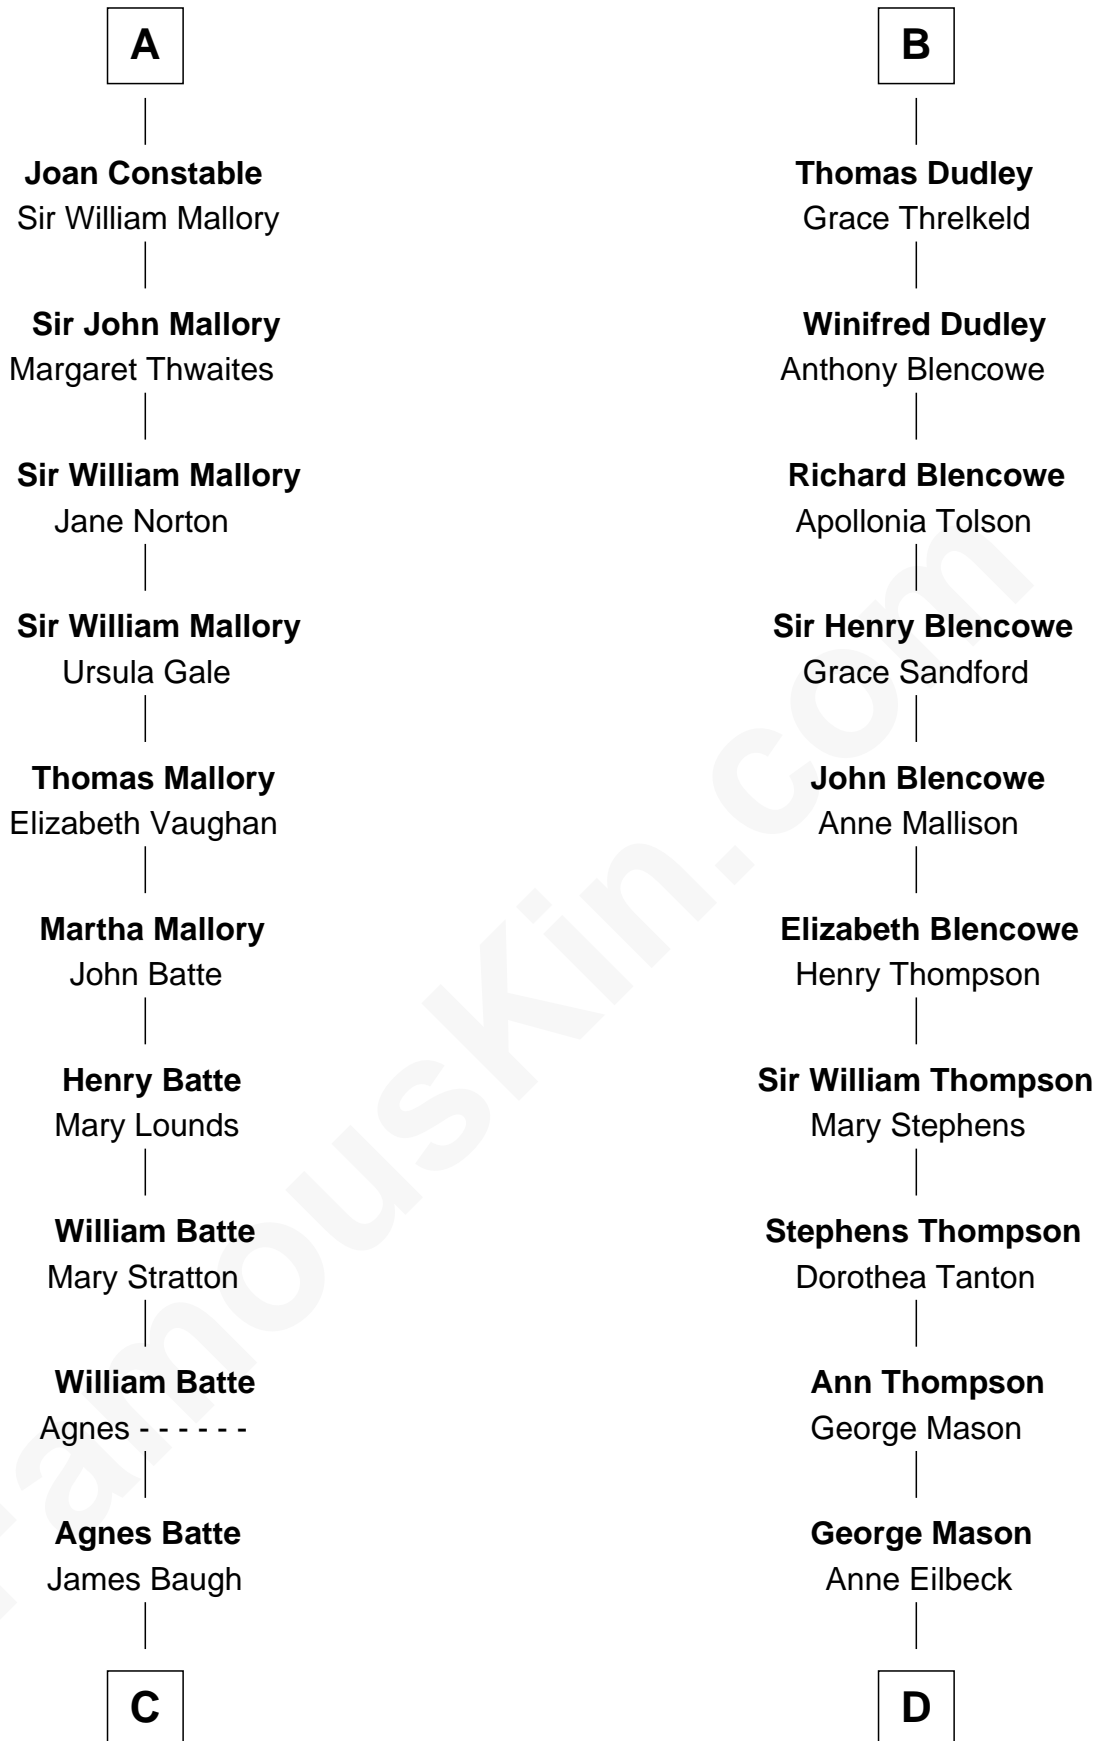 A
Joan Constable
Sir William Mallory
Sir John Mallory
Margaret Thwaites
Sir William Mallory
Jane Norton
Sir William Mallory
Ursula Gale
Thomas Mallory
Elizabeth Vaughan
Martha Mallory
John Batte
Henry Batte
Mary Lounds
William Batte
Mary Stratton
William Batte
Agnes - - - - - -
Agnes Batte
James Baugh
C
B
Thomas Dudley
Grace Threlkeld
Winifred Dudley
Anthony Blencowe
Richard Blencowe
Apollonia Tolson
Sir Henry Blencowe
Grace Sandford
John Blencowe
Anne Mallison
Elizabeth Blencowe
Henry Thompson
Sir William Thompson
Mary Stephens
Stephens Thompson
Dorothea Tanton
Ann Thompson
George Mason
George Mason
Anne Eilbeck
D
FamousKin.com